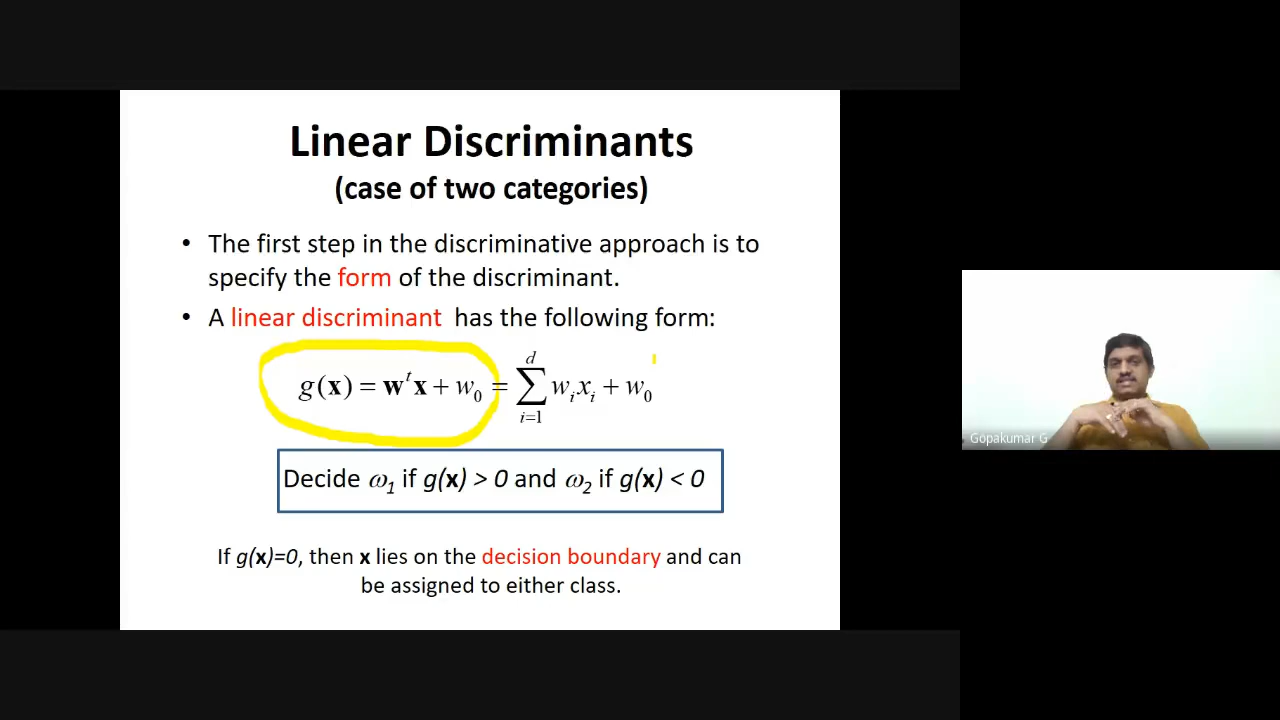 Linear Discriminants
(case of two categories)
• The first step in the discriminative approach is to
specify the form of the discriminant.
• A linear discriminant has the following form:
g(x) = wᵗx + w₀ = ∑ᵢ₌₁ᵈ wᵢxᵢ + w₀
Decide ω₁ if g(x) > 0 and ω₂ if g(x) < 0
If g(x)=0, then x lies on the decision boundary and can
be assigned to either class.
Gopakumar G